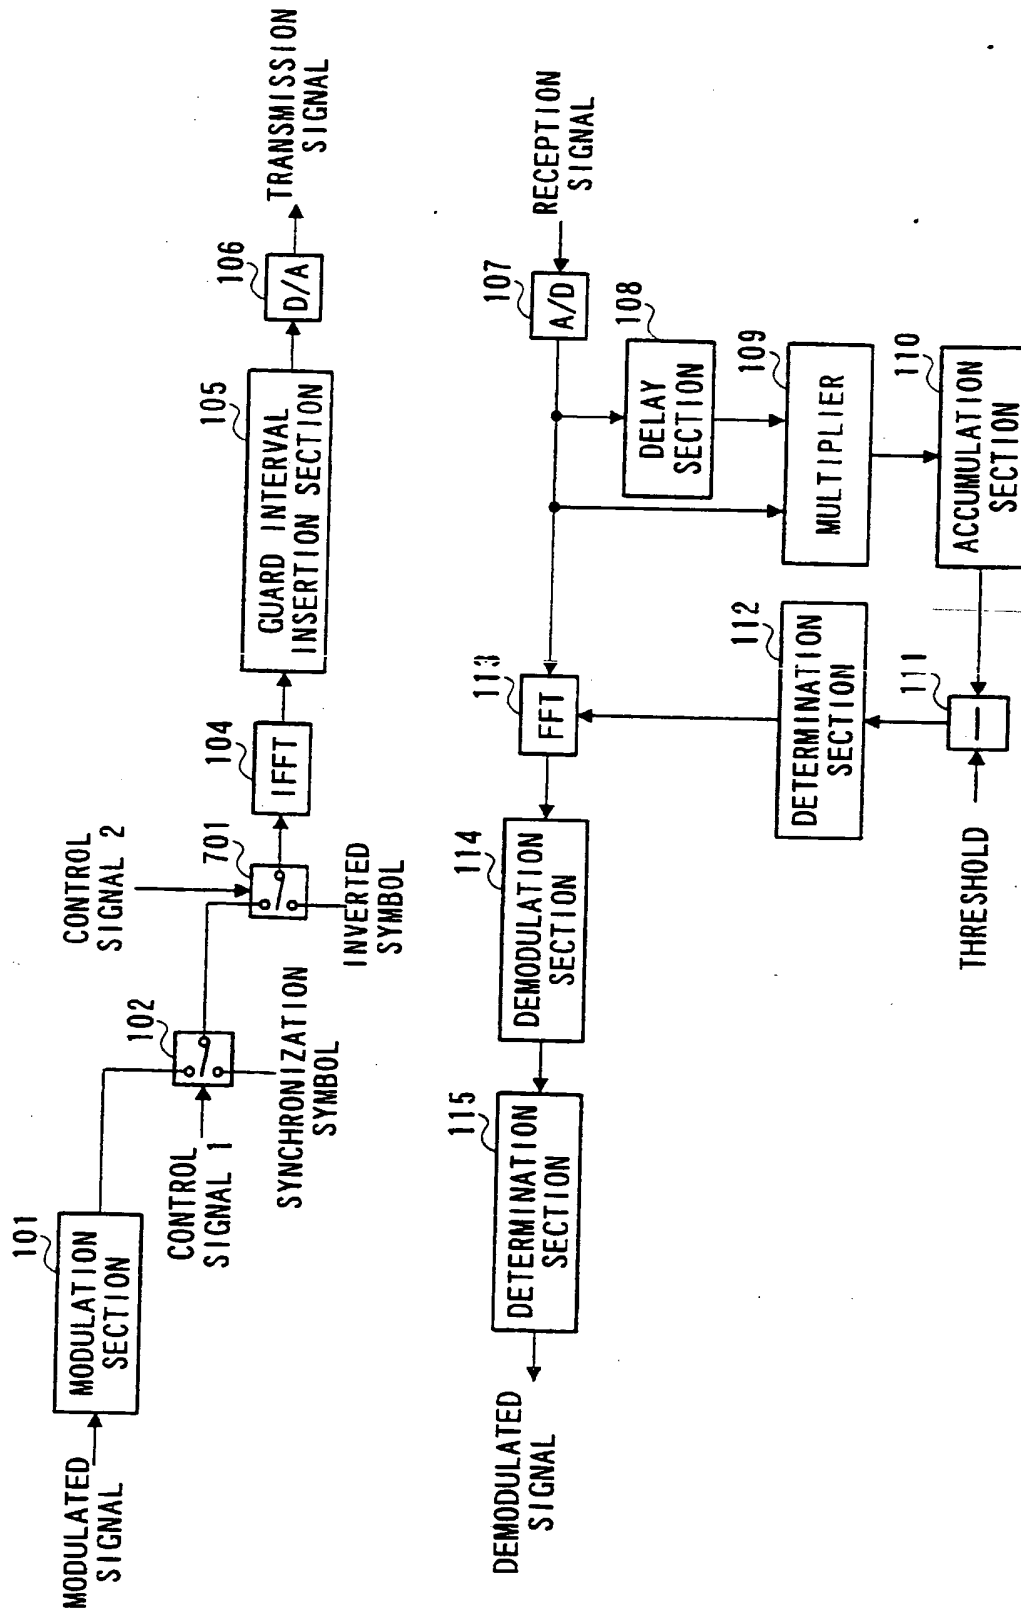 MODULATED
SIGNAL
101
MODULATION
SECTION
102
CONTROL
SIGNAL 1
SYNCHRONIZATION
SYMBOL
CONTROL
SIGNAL 2
701
INVERTED
SYMBOL
104
IFFT
105
GUARD INTERVAL
INSERTION SECTION
106
D/A
TRANSMISSION
SIGNAL
DEMODULATED
SIGNAL
115
DETERMINATION
SECTION
114
DEMODULATION
SECTION
113
FFT
107
A/D
RECEPTION
SIGNAL
108
DELAY
SECTION
109
MULTIPLIER
112
DETERMINATION
SECTION
110
ACCUMULATION
SECTION
111
THRESHOLD